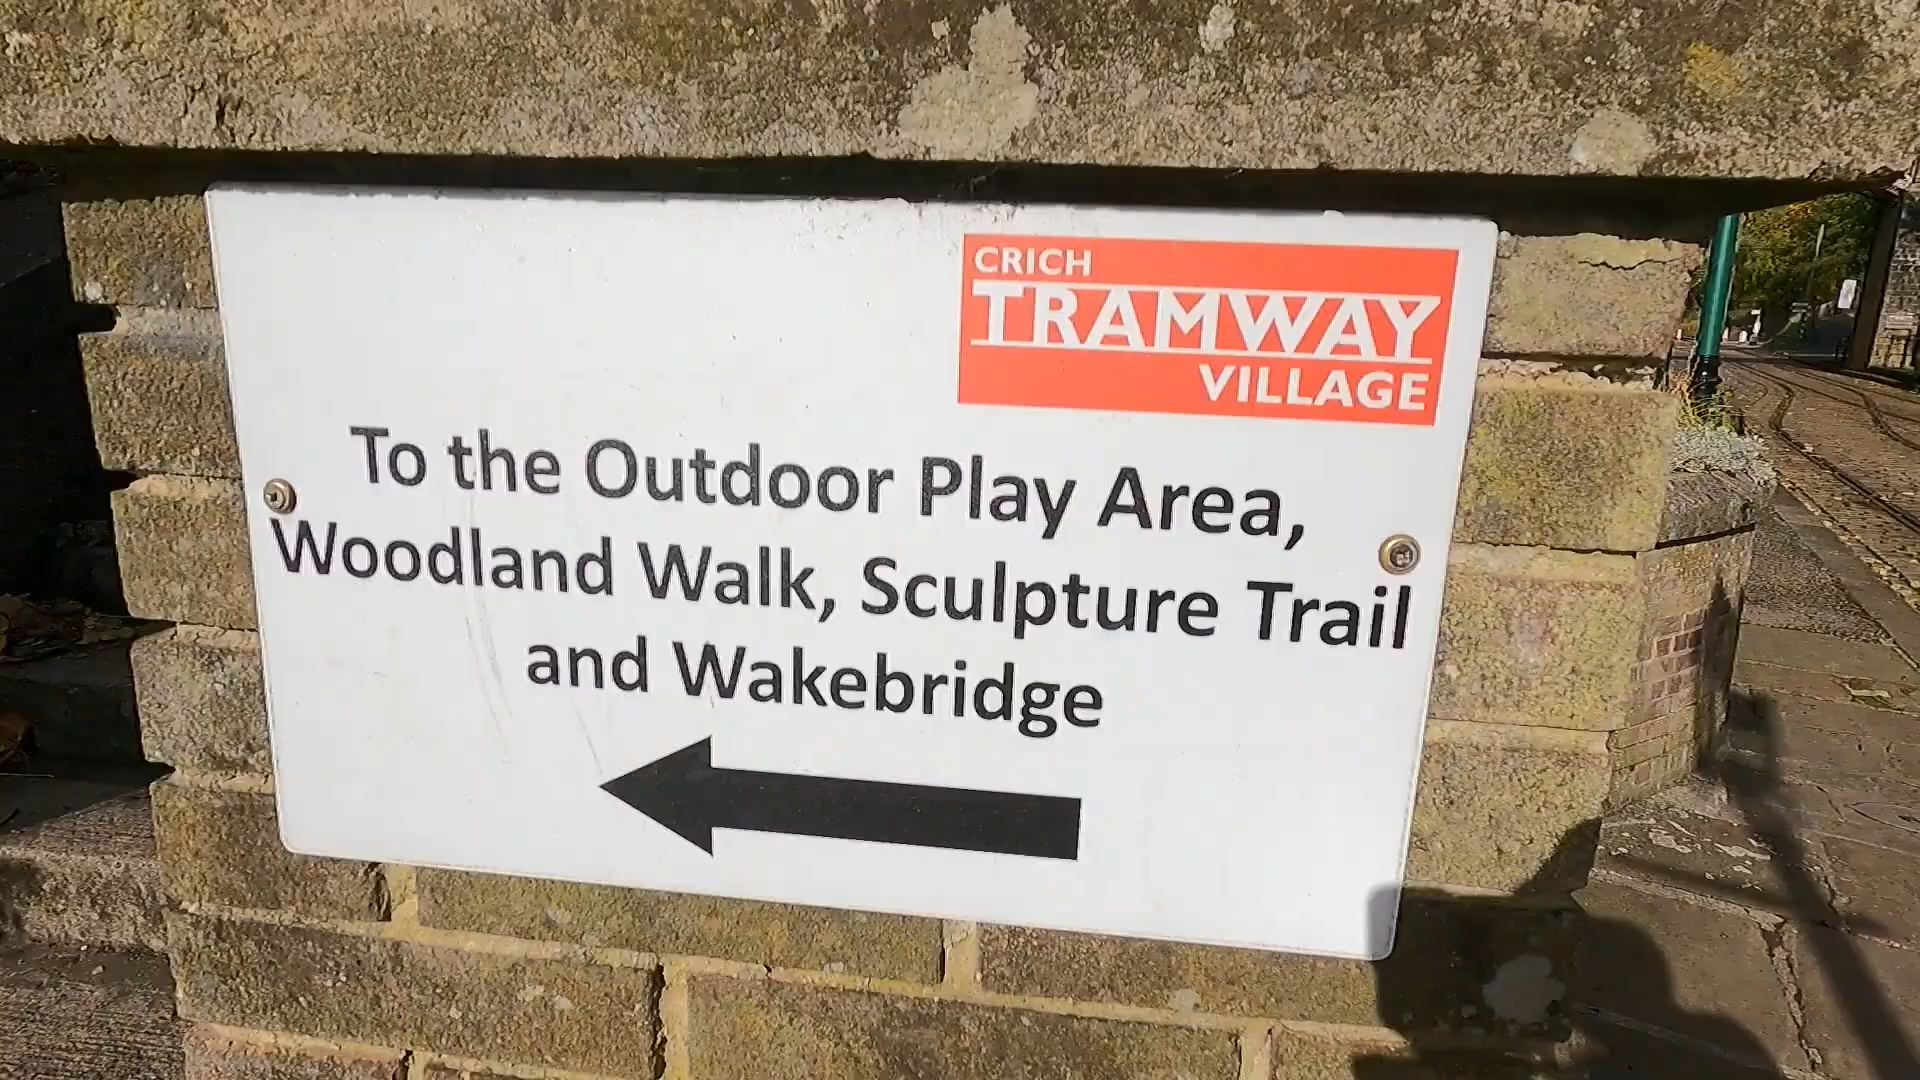 CRICH
TRAMWAY
VILLAGE
To the Outdoor Play Area,
Woodland Walk, Sculpture Trail
and Wakebridge